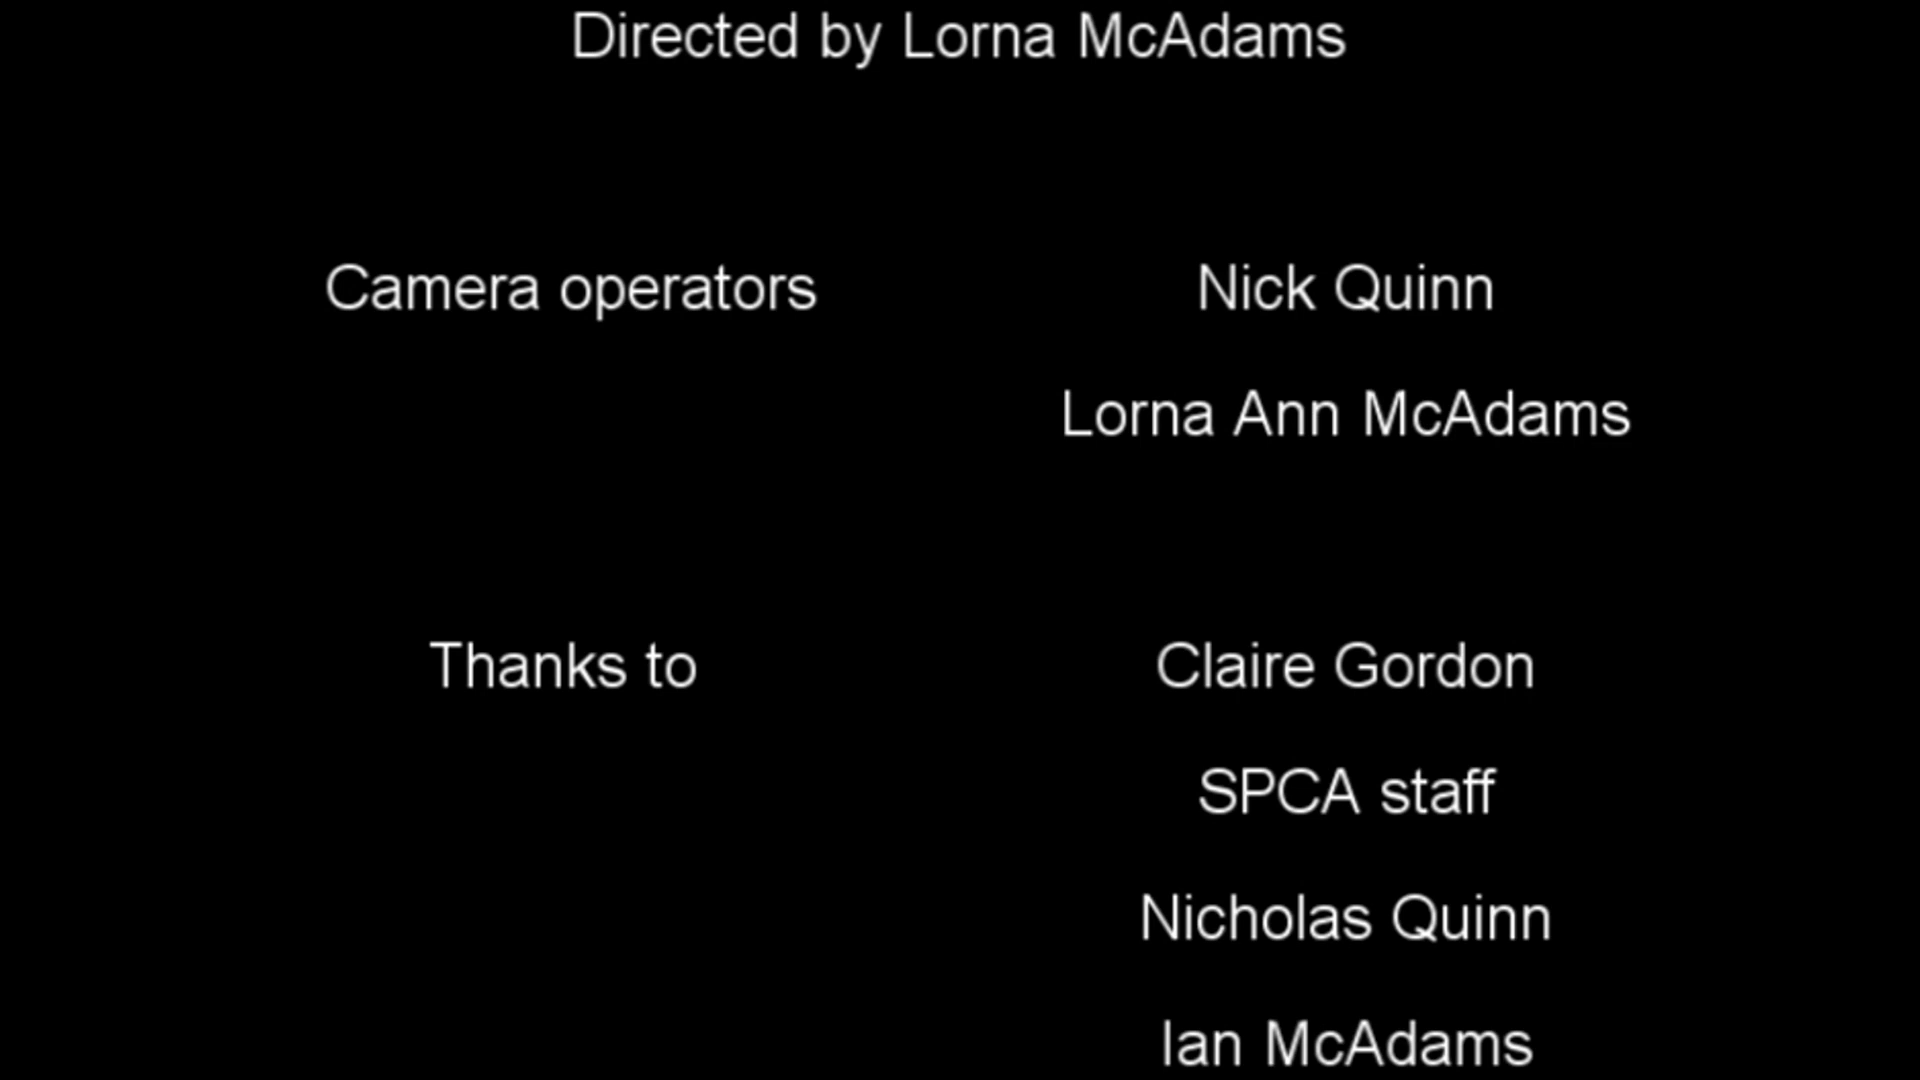 Directed by Lorna McAdams
Camera operators Nick Quinn
Lorna Ann McAdams
Thanks to Claire Gordon
SPCA staff
Nicholas Quinn
Ian McAdams